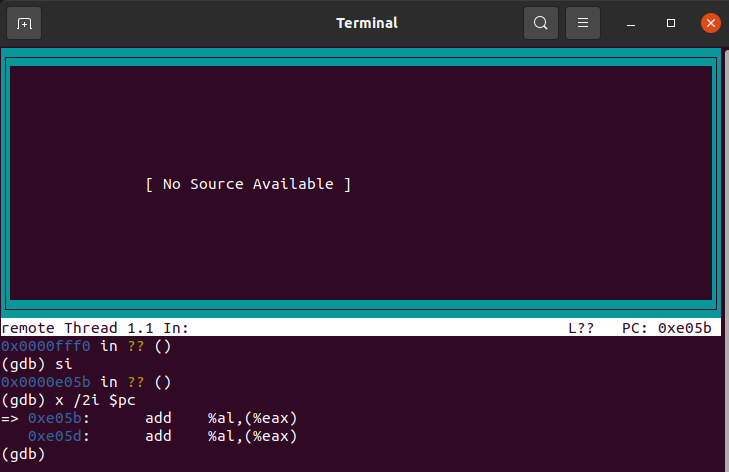 Terminal
[ No Source Available ]
remote Thread 1.1 In: L?? PC: 0xe05b
0x0000fff0 in ?? ()
(gdb) si
0x0000e05b in ?? ()
(gdb) x /2i $pc
=> 0xe05b: add %al,(%eax)
0xe05d: add %al,(%eax)
(gdb)